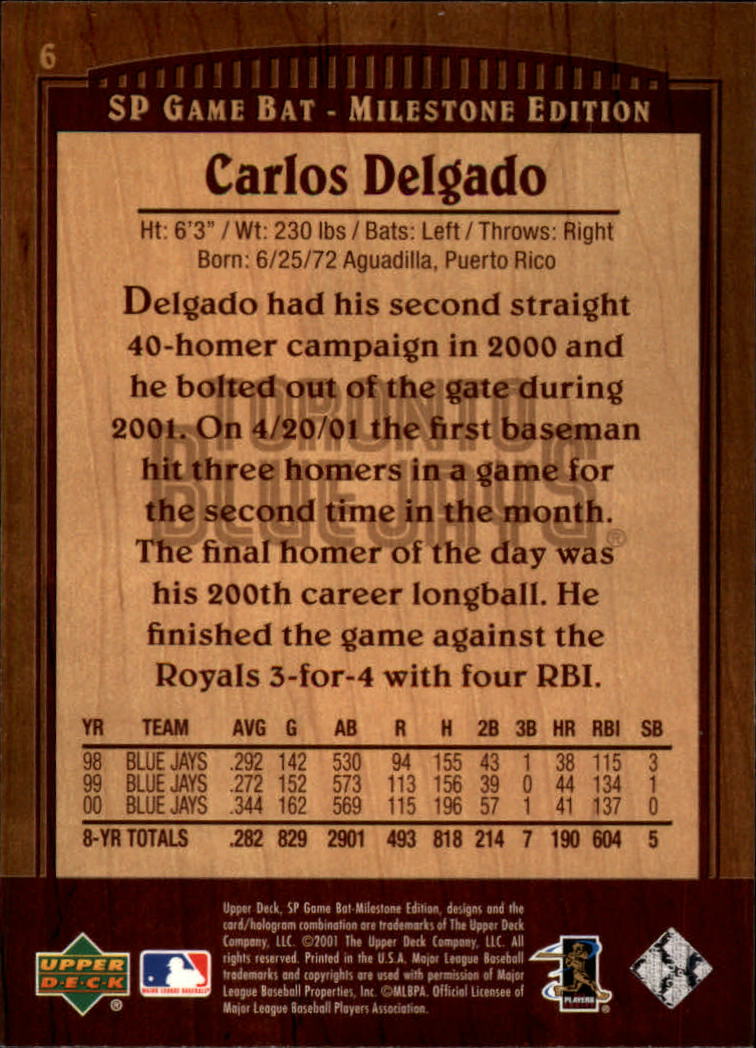 6
SP GAME BAT - MILESTONE EDITION
Carlos Delgado
Ht: 6'3" / Wt: 230 lbs / Bats: Left / Throws: Right
Born: 6/25/72 Aguadilla, Puerto Rico
Delgado had his second straight
40-homer campaign in 2000 and
he bolted out of the gate during
2001. On 4/20/01 the first baseman
hit three homers in a game for
the second time in the month.
The final homer of the day was
his 200th career longball. He
finished the game against the
Royals 3-for-4 with four RBI.
TORONTO
BLUE JAYS®
YR TEAM AVG G AB R H 2B 3B HR RBI SB
98 BLUE JAYS .292 142 530 94 155 43 1 38 115 3
99 BLUE JAYS .272 152 573 113 156 39 0 44 134 1
00 BLUE JAYS .344 162 569 115 196 57 1 41 137 0
8-YR TOTALS .282 829 2901 493 818 214 7 190 604 5
Upper Deck, SP Game Bat-Milestone Edition, designs and the
card/hologram combination are trademarks of The Upper Deck
Company, LLC. ©2001 The Upper Deck Company, LLC. All
rights reserved. Printed in the U.S.A. Major League Baseball
trademarks and copyrights are used with permission of Major
League Baseball Properties, Inc. ©MLBPA. Official Licensee of
Major League Baseball Players Association.
UPPER
D·E·C·K
®
MAJOR LEAGUE BASEBALL
PLAYERS
®